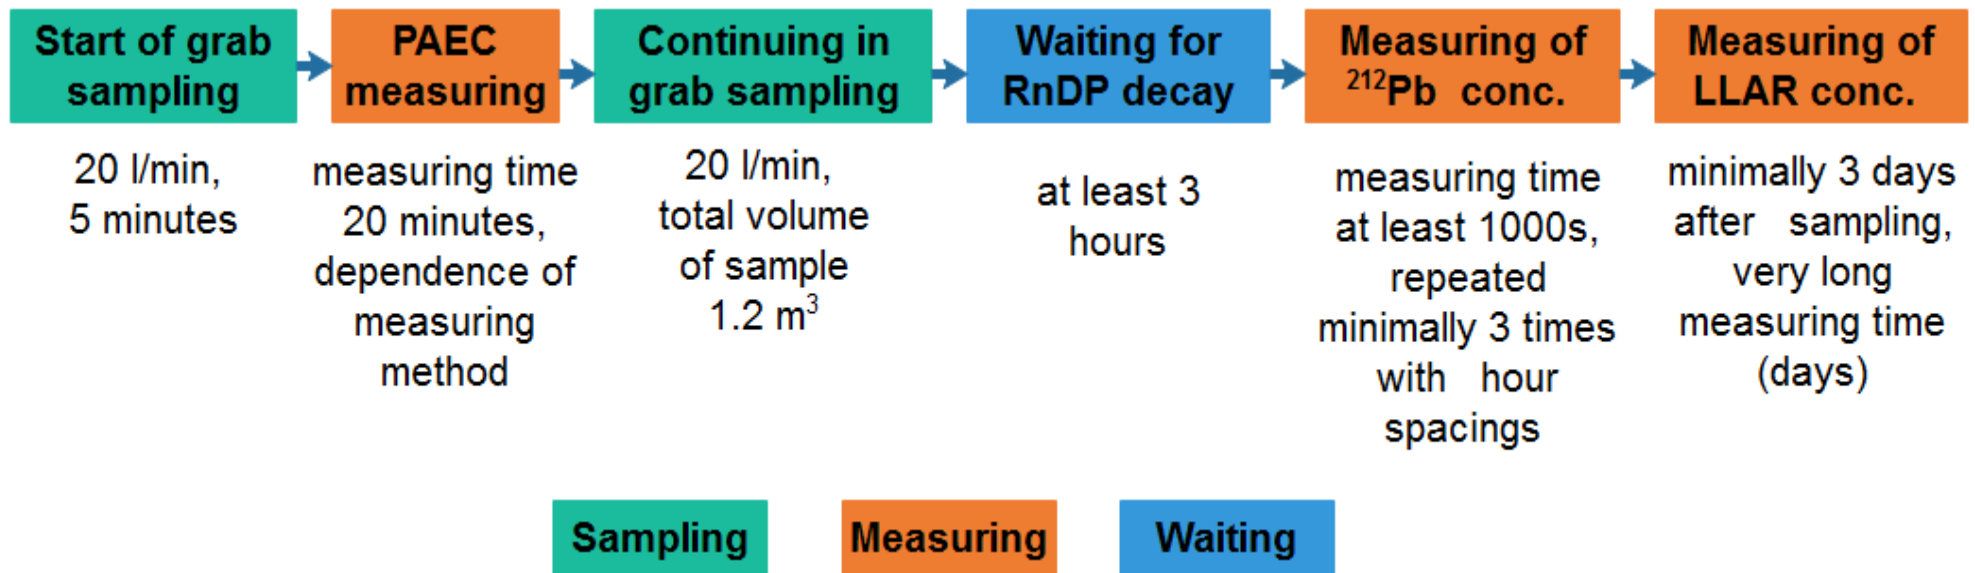 Start of grab
sampling
20 l/min,
5 minutes
PAEC
measuring
measuring time
20 minutes,
dependence of
measuring
method
Continuing in
grab sampling
20 l/min,
total volume
of sample
1.2 m³
Waiting for
RnDP decay
at least 3
hours
Measuring of
²¹²Pb conc.
measuring time
at least 1000s,
repeated
minimally 3 times
with hour
spacings
Measuring of
LLAR conc.
minimally 3 days
after sampling,
very long
measuring time
(days)
Sampling
Measuring
Waiting